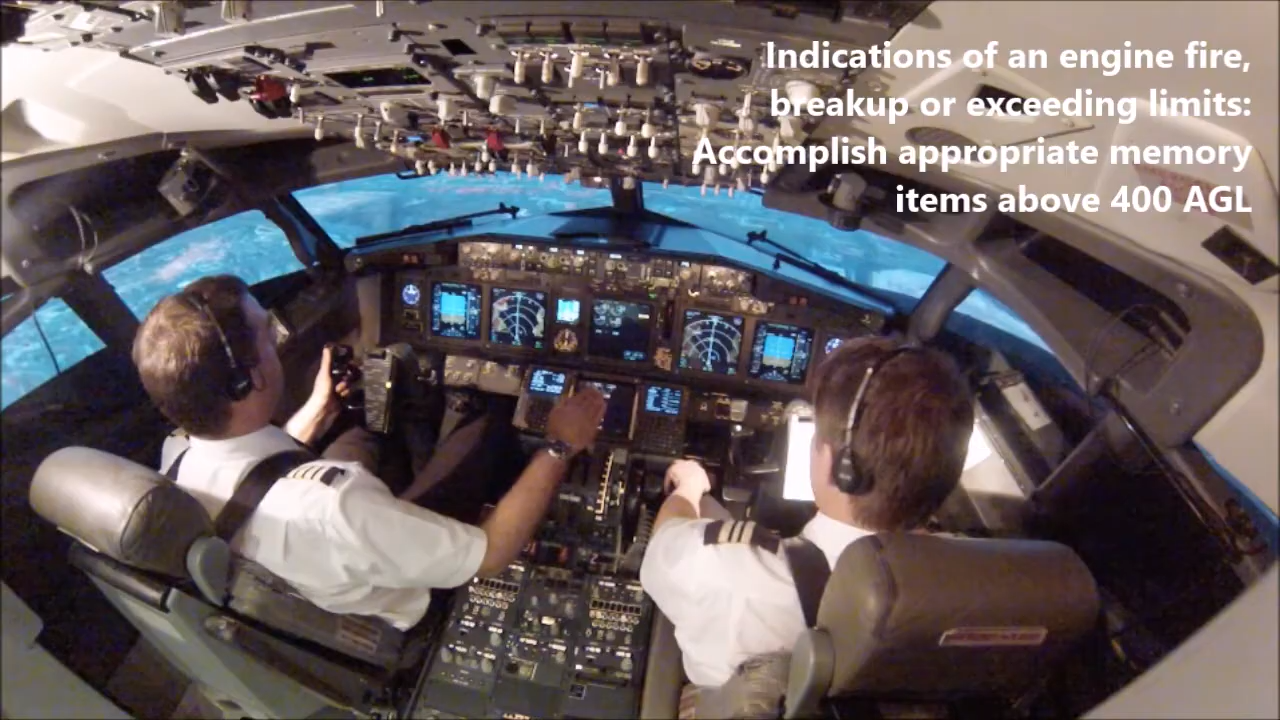 Indications of an engine fire,
breakup or exceeding limits:
Accomplish appropriate memory
items above 400 AGL